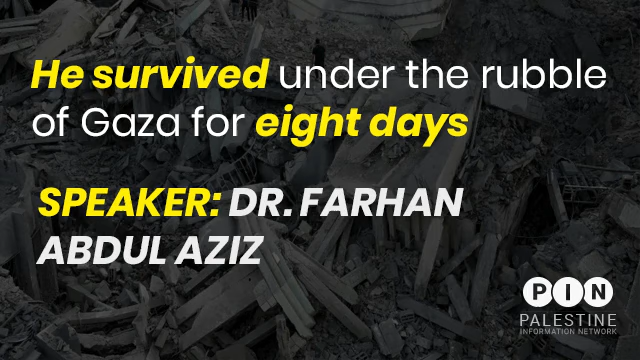 He survived under the rubble
of Gaza for eight days
SPEAKER: DR. FARHAN
ABDUL AZIZ
PIN
PALESTINE
INFORMATION NETWORK